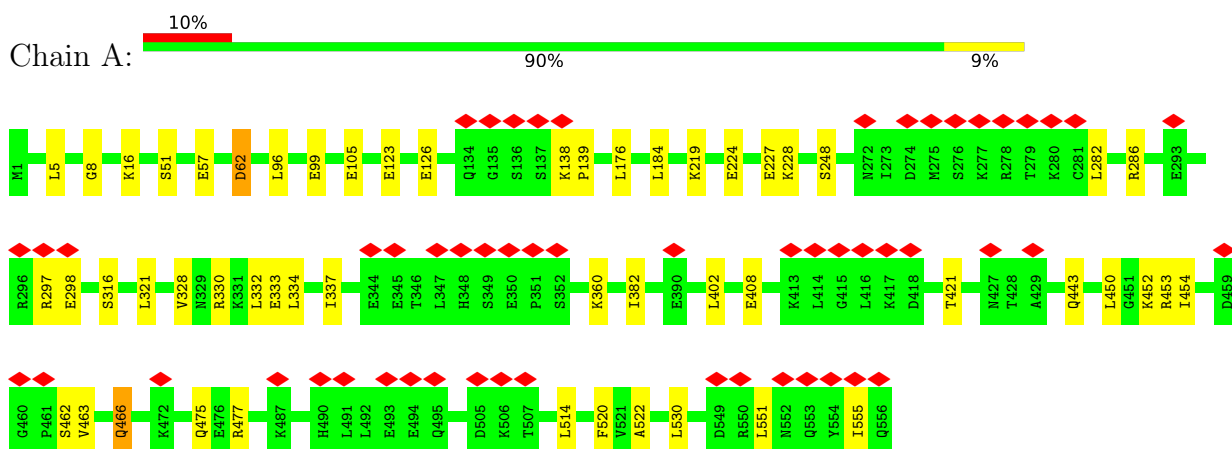 10%
Chain A:
90% 9%
M1 L5 G8 K16 S51 E57 D62 L96 E99 E105 E123 E126 Q134 G135 S136 S137 K138 P139 L176 L184 K219 E224 E227 K228 S248 N272 I273 D274 M275 S276 K277 R278 T279 K280 C281 L282 R286 E293
R296 R297 E298 S316 L321 V328 N329 R330 K331 L332 E333 L334 I337 E344 E345 T346 L347 H348 S349 E350 P351 S352 K360 I382 E390 L402 E408 K413 L414 G415 L416 K417 D418 T421 N427 T428 A429 Q443 L450 G451 K452 R453 I454 D459
G460 P461 S462 V463 Q466 K472 Q475 E476 R477 K487 H490 L491 L492 E493 E494 Q495 D505 K506 T507 L514 F520 V521 A522 L530 D549 R550 L551 N552 Q553 Y554 I555 Q556